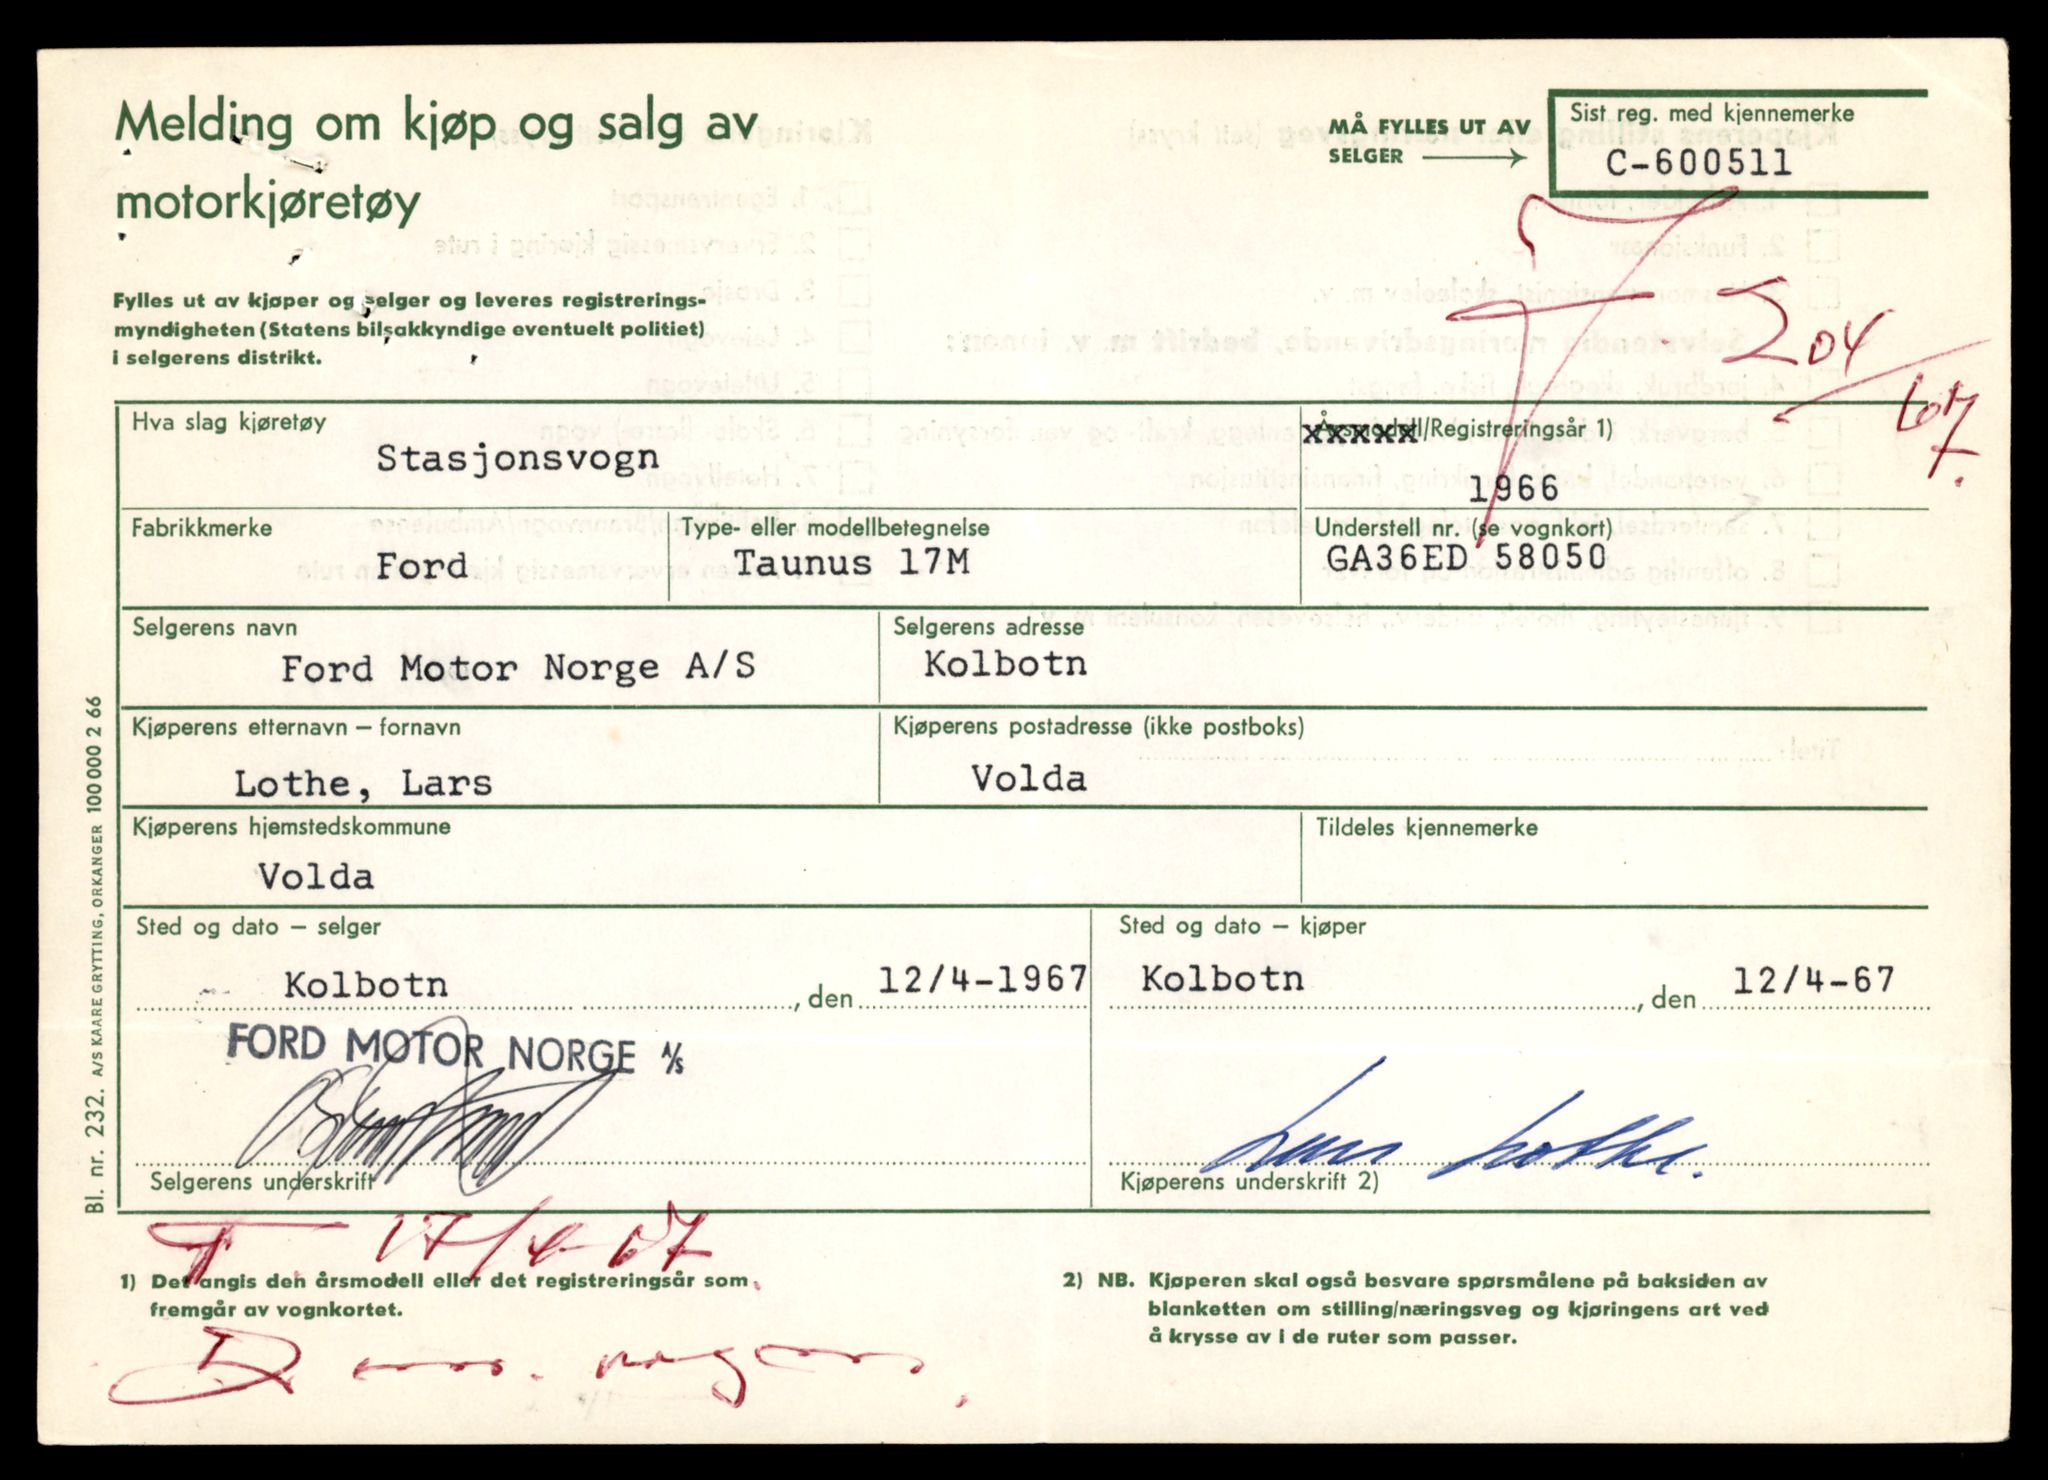 Melding om kjøp og salg av
motorkjøretøy
Fylles ut av kjøper og selger og leveres registrerings-
myndigheten (Statens bilsakkyndige eventuelt politiet)
i selgerens distrikt.
MÅ FYLLES UT AV
SELGER
Sist reg. med kjennemerke
C-600511
Hva slag kjøretøy
Stasjonsvogn
Årsmodell/Registreringsår 1)
1966
Fabrikkmerke
Ford
Type- eller modellbetegnelse
Taunus 17M
Understell nr. (se vognkort)
GA36ED 58050
Selgerens navn
Ford Motor Norge A/S
Selgerens adresse
Kolbotn
Kjøperens etternavn – fornavn
Lothe, Lars
Kjøperens postadresse (ikke postboks)
Volda
Kjøperens hjemstedskommune
Volda
Tildeles kjennemerke
Sted og dato – selger
Kolbotn, den 12/4-1967
FORD MOTOR NORGE A/S
Selgerens underskrift
Sted og dato – kjøper
Kolbotn, den 12/4-67
Lars Lothe.
Kjøperens underskrift 2)
17/4-67
1) Det angis den årsmodell eller det registreringsår som
fremgår av vognkortet.
2) NB. Kjøperen skal også besvare spørsmålene på baksiden av
blanketten om stilling/næringsveg og kjøringens art ved
å krysse av i de ruter som passer.
Bl. nr. 232. A/S KAARE GRYTTING, ORKANGER 100 000 2 66